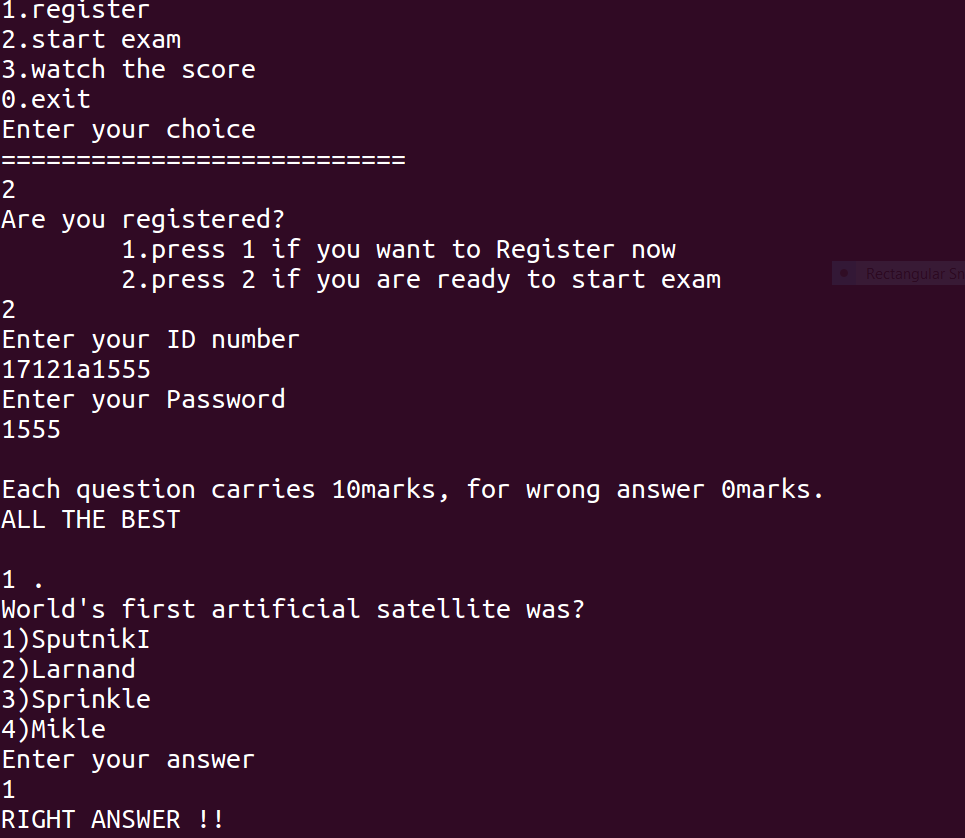 1.register
2.start exam
3.watch the score
0.exit
Enter your choice
===========================
2
Are you registered?
1.press 1 if you want to Register now
2.press 2 if you are ready to start exam
Rectangular Sn
2
Enter your ID number
17121a1555
Enter your Password
1555
Each question carries 10marks, for wrong answer 0marks.
ALL THE BEST
1 .
World's first artificial satellite was?
1)SputnikI
2)Larnand
3)Sprinkle
4)Mikle
Enter your answer
1
RIGHT ANSWER !!